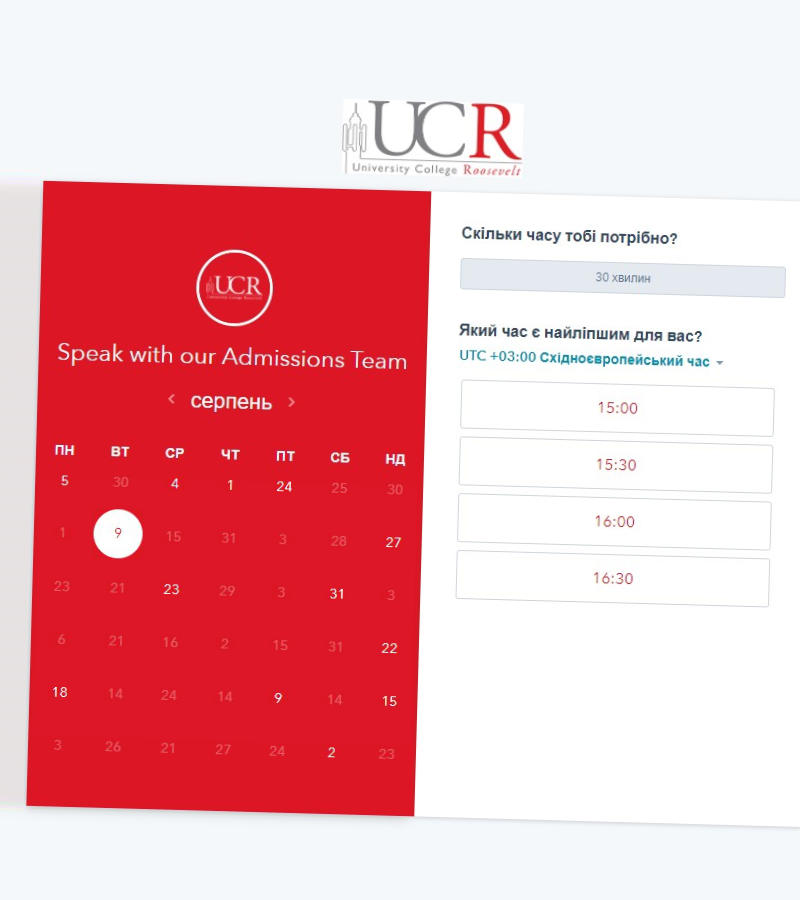 UCR
University College Roosevelt
UCR
University College Roosevelt
Speak with our Admissions Team
серпень
ПН ВТ СР ЧТ ПТ СБ НД
5 30 4 1 24 25 30
1 9 15 31 3 28 27
23 21 23 29 3 31 3
6 21 16 2 15 31 22
18 14 24 14 9 14 15
3 26 21 27 24 2 23
Скільки часу тобі потрібно?
30 хвилин
Який час є найліпшим для вас?
UTC +03:00 Східноєвропейський час
15:00
15:30
16:00
16:30